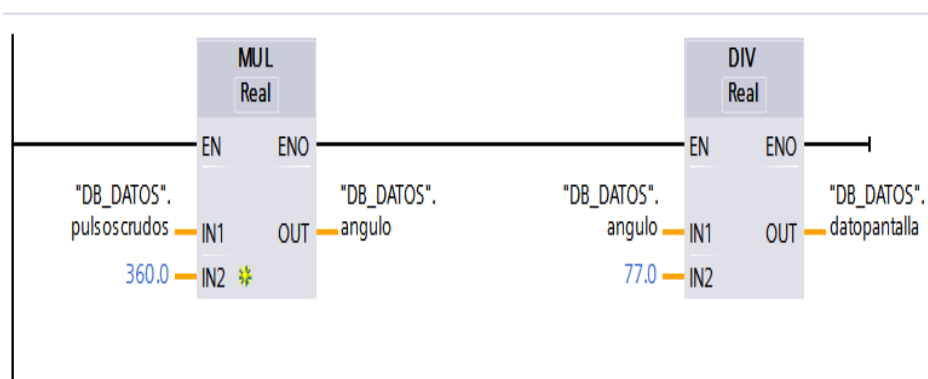 MUL
Real
EN ENO
"DB_DATOS".
pulsoscrudos
IN1
OUT
"DB_DATOS".
angulo
360.0
IN2
DIV
Real
EN ENO
"DB_DATOS".
angulo
IN1
OUT
"DB_DATOS".
datopantalla
77.0
IN2